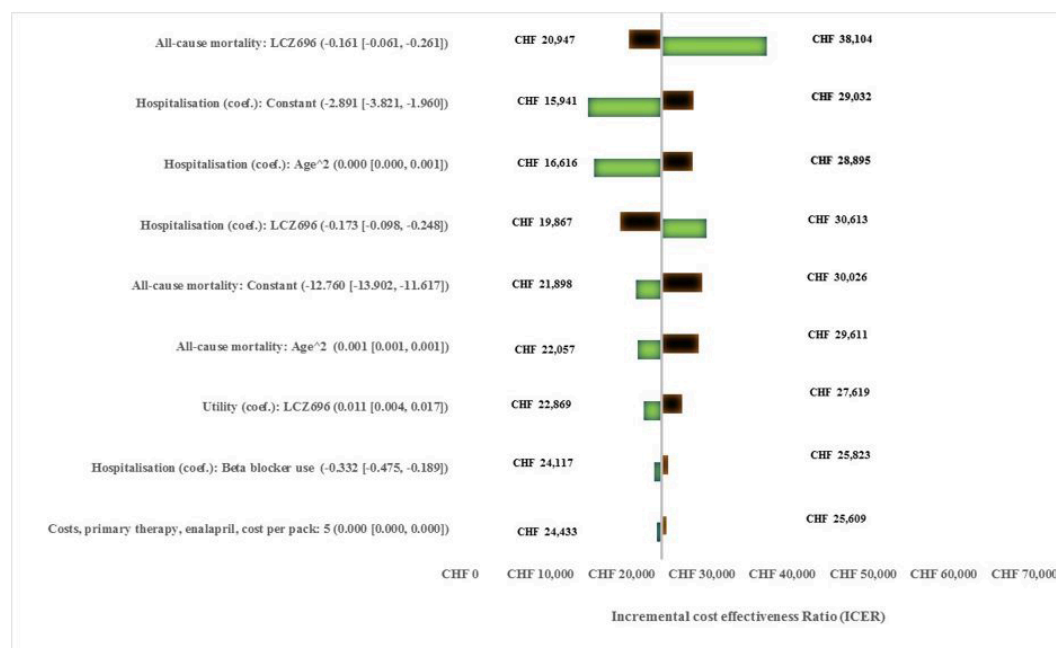 All-cause mortality: LCZ696 (-0.161 [-0.061, -0.261]) CHF 20,947 CHF 38,104
Hospitalisation (coef.): Constant (-2.891 [-3.821, -1.960]) CHF 15,941 CHF 29,032
Hospitalisation (coef.): Age^2 (0.000 [0.000, 0.001]) CHF 16,616 CHF 28,895
Hospitalisation (coef.): LCZ696 (-0.173 [-0.098, -0.248]) CHF 19,867 CHF 30,613
All-cause mortality: Constant (-12.760 [-13.902, -11.617]) CHF 21,898 CHF 30,026
All-cause mortality: Age^2 (0.001 [0.001, 0.001]) CHF 22,057 CHF 29,611
Utility (coef.): LCZ696 (0.011 [0.004, 0.017]) CHF 22,869 CHF 27,619
Hospitalisation (coef.): Beta blocker use (-0.332 [-0.475, -0.189]) CHF 24,117 CHF 25,823
Costs, primary therapy, enalapril, cost per pack: 5 (0.000 [0.000, 0.000]) CHF 24,433 CHF 25,609
CHF 0 CHF 10,000 CHF 20,000 CHF 30,000 CHF 40,000 CHF 50,000 CHF 60,000 CHF 70,000
Incremental cost effectiveness Ratio (ICER)